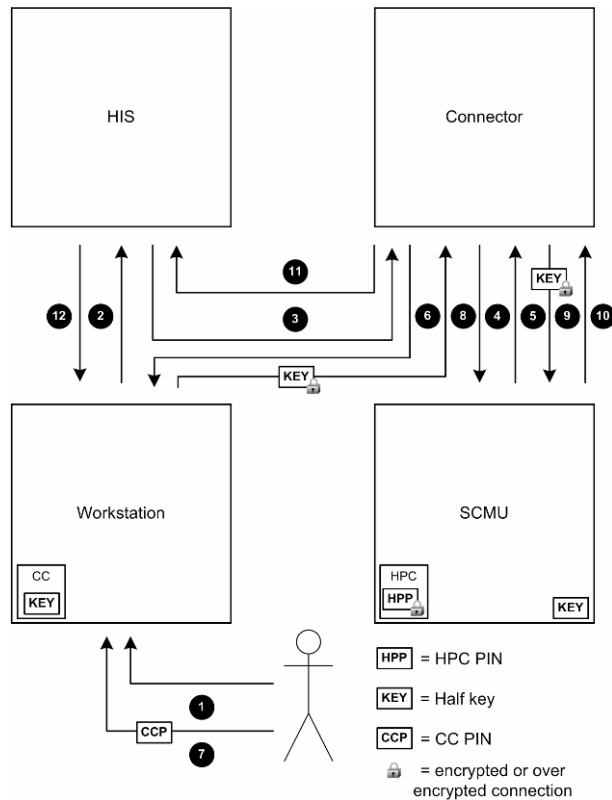 HIS
Connector
11
KEY
12
2
3
6
8
4
5
9
10
KEY
Workstation
SCMU
CC
KEY
HPC
HPP
KEY
1
CCP
7
HPP = HPC PIN
KEY = Half key
CCP = CC PIN
= encrypted or over
encrypted connection